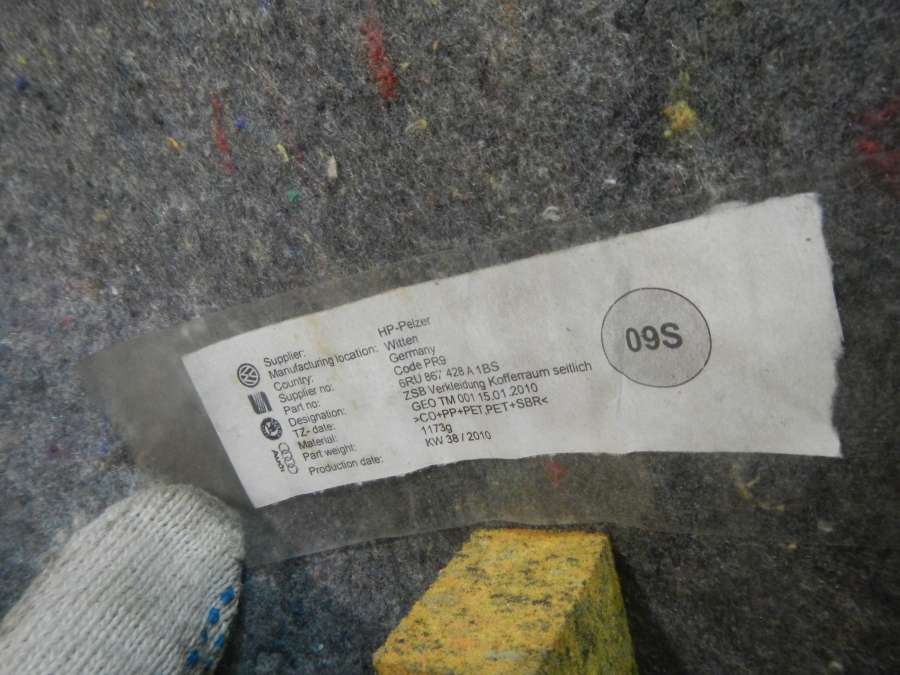 Supplier: HP-Pelzer
Manufacturing location: Witten
Country: Germany
Supplier no: Code PR9
Part no: 6RU 867 428 A 1BS
Designation: ZSB Verkleidung Kofferraum seitlich
TZ- date: GEO TM 001 15.01.2010
Material: >CO+PP+PET,PET+SBR<
Part weight: 1173g
Production date: KW 38 / 2010
Audi
09S